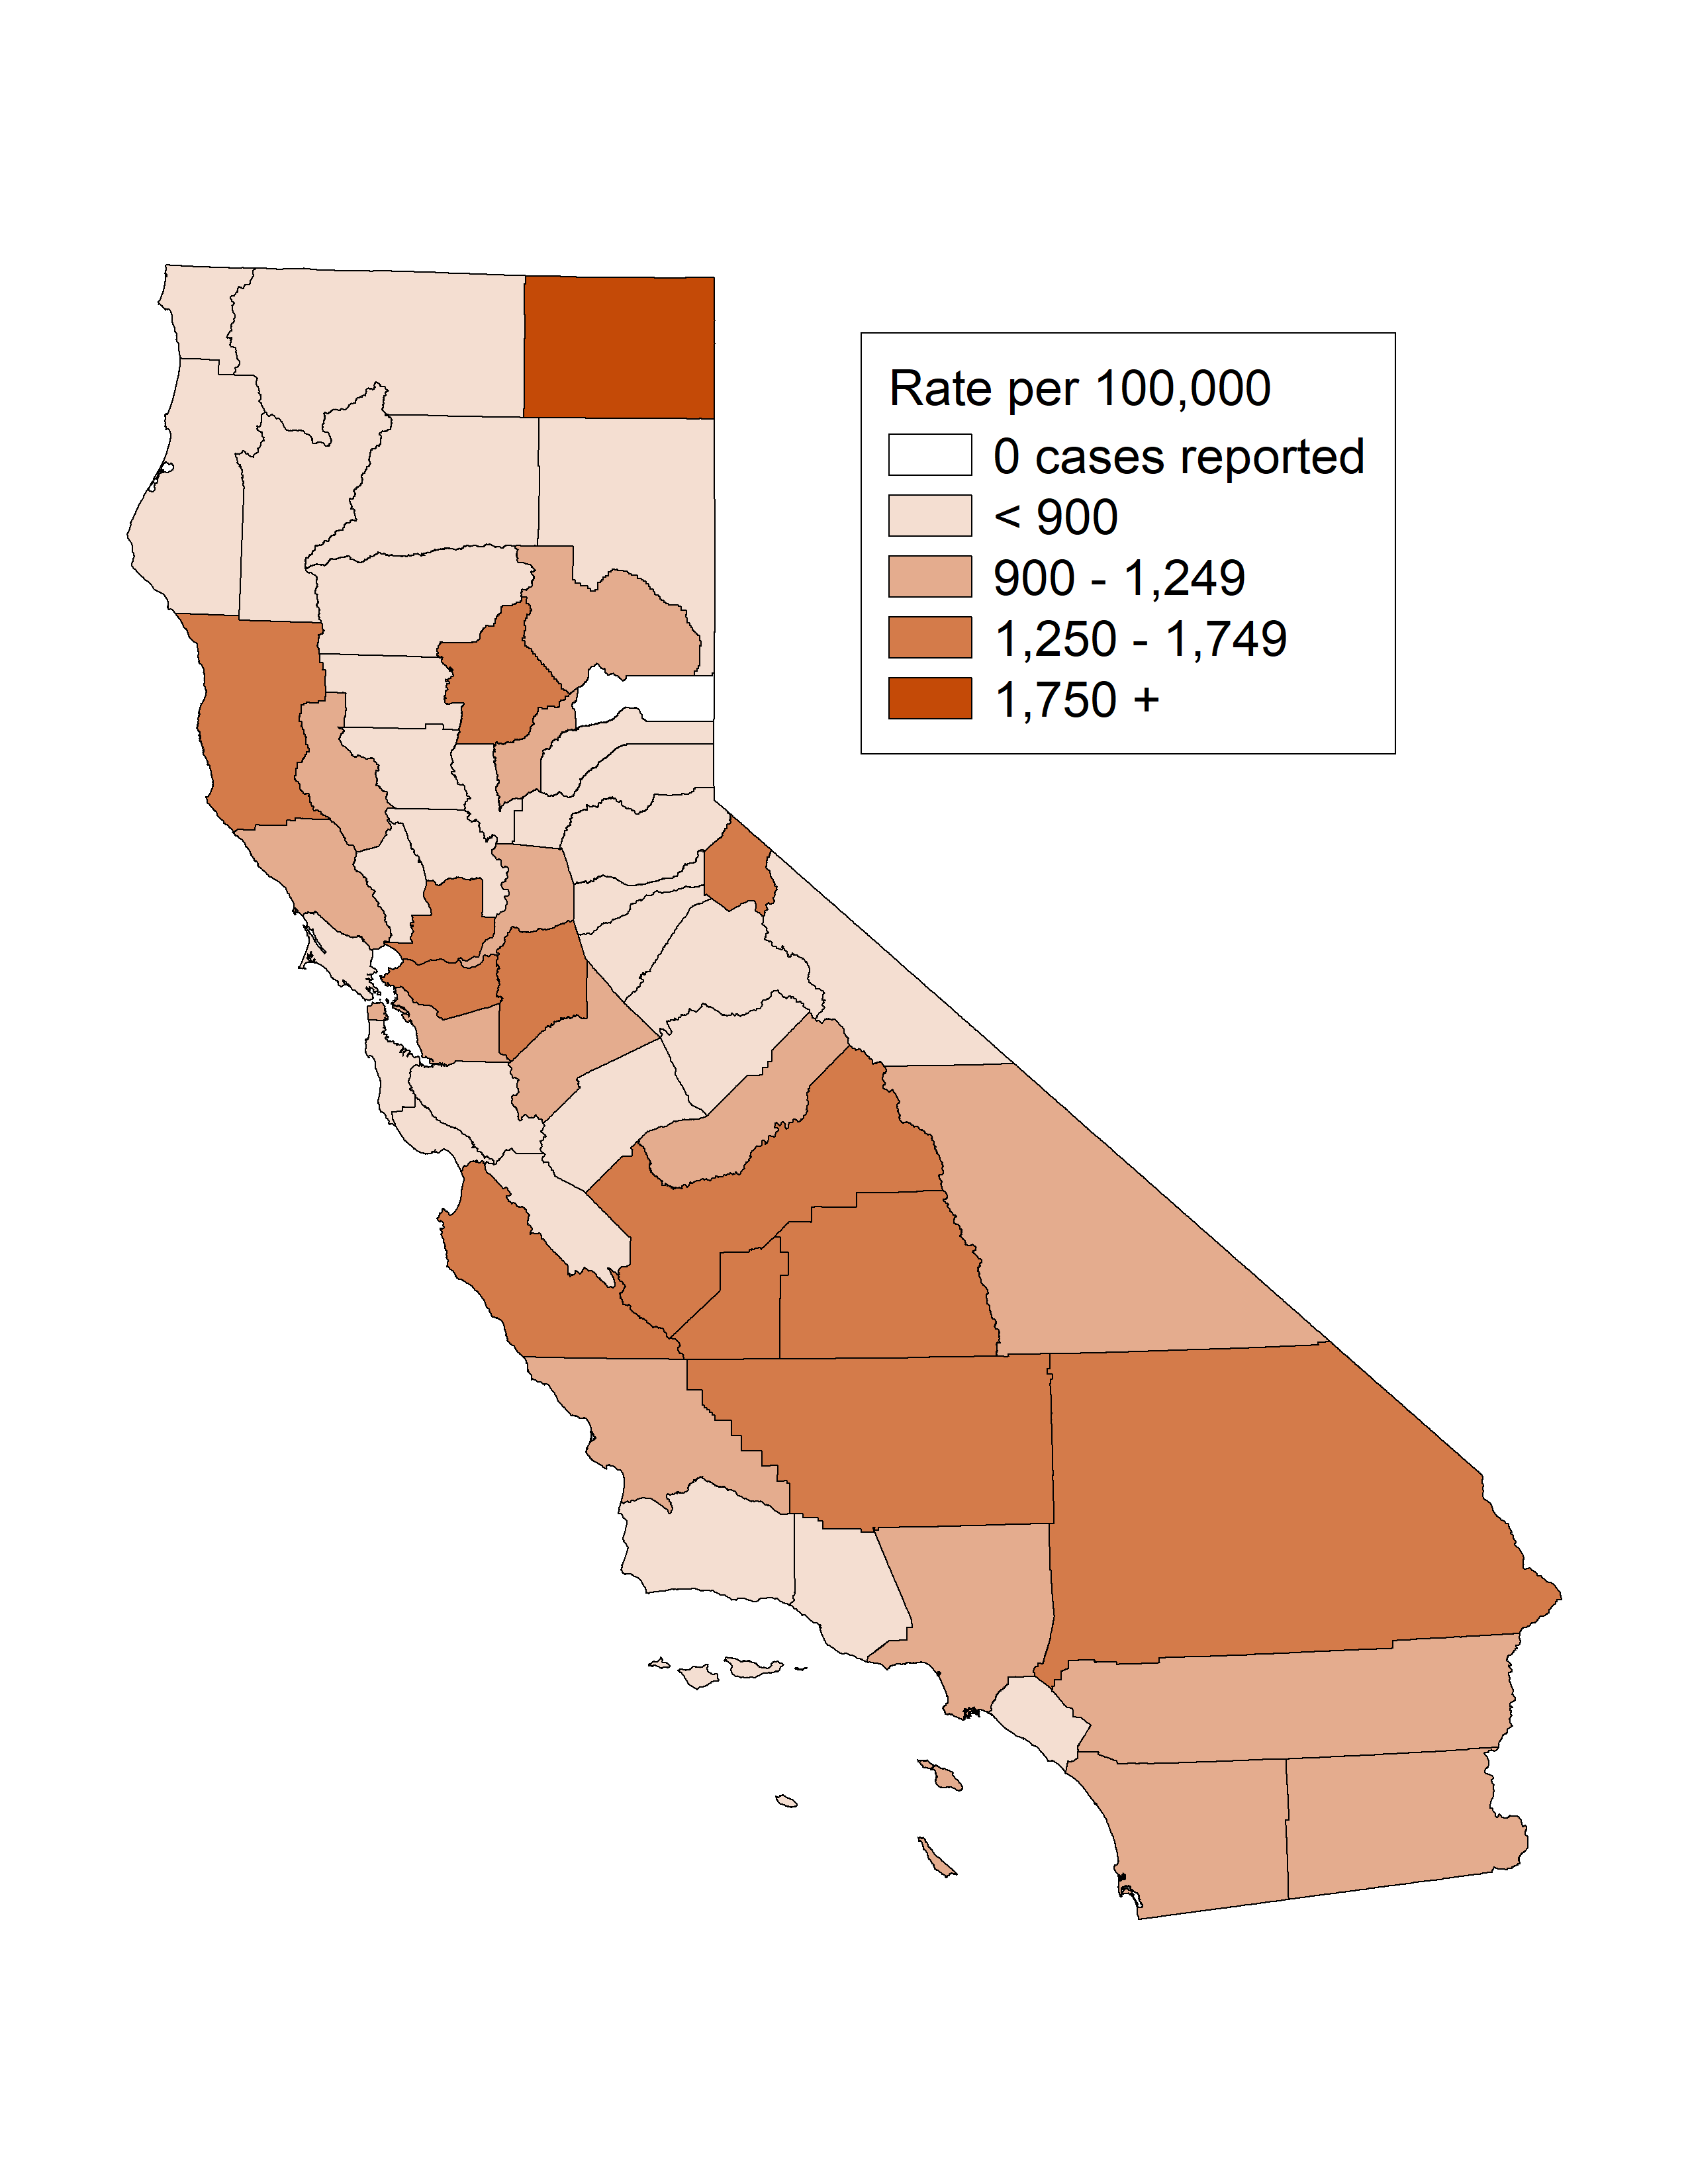 Rate per 100,000
0 cases reported
< 900
900 - 1,249
1,250 - 1,749
1,750 +